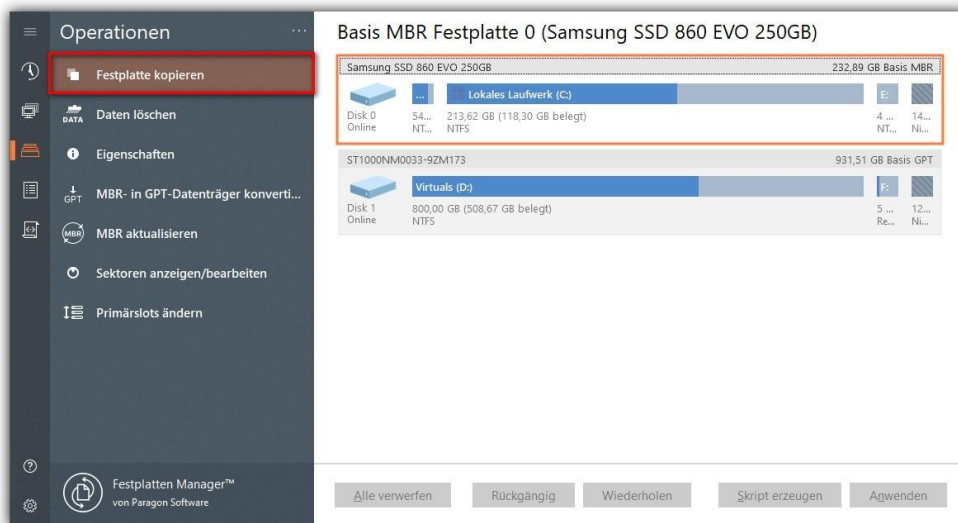 Operationen ...
Festplatte kopieren
DATA Daten löschen
Eigenschaften
GPT MBR- in GPT-Datenträger konverti...
MBR MBR aktualisieren
Sektoren anzeigen/bearbeiten
Primärslots ändern
Festplatten Manager™
von Paragon Software
Basis MBR Festplatte 0 (Samsung SSD 860 EVO 250GB)
Samsung SSD 860 EVO 250GB 232,89 GB Basis MBR
... Lokales Laufwerk (C:) E:
Disk 0 54... 213,62 GB (118,30 GB belegt) 4 ... 14...
Online NT... NTFS NT... Ni...
ST1000NM0033-9ZM173 931,51 GB Basis GPT
Virtuals (D:) F:
Disk 1 800,00 GB (508,67 GB belegt) 5 ... 12...
Online NTFS Re... Ni...
Alle verwerfen Rückgängig Wiederholen Skript erzeugen Anwenden